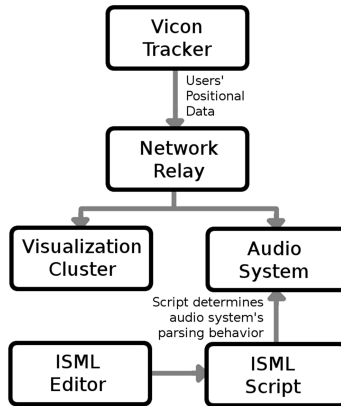 Vicon
Tracker
Users'
Positional
Data
Network
Relay
Visualization
Cluster
Audio
System
Script determines
audio system's
parsing behavior
ISML
Editor
ISML
Script